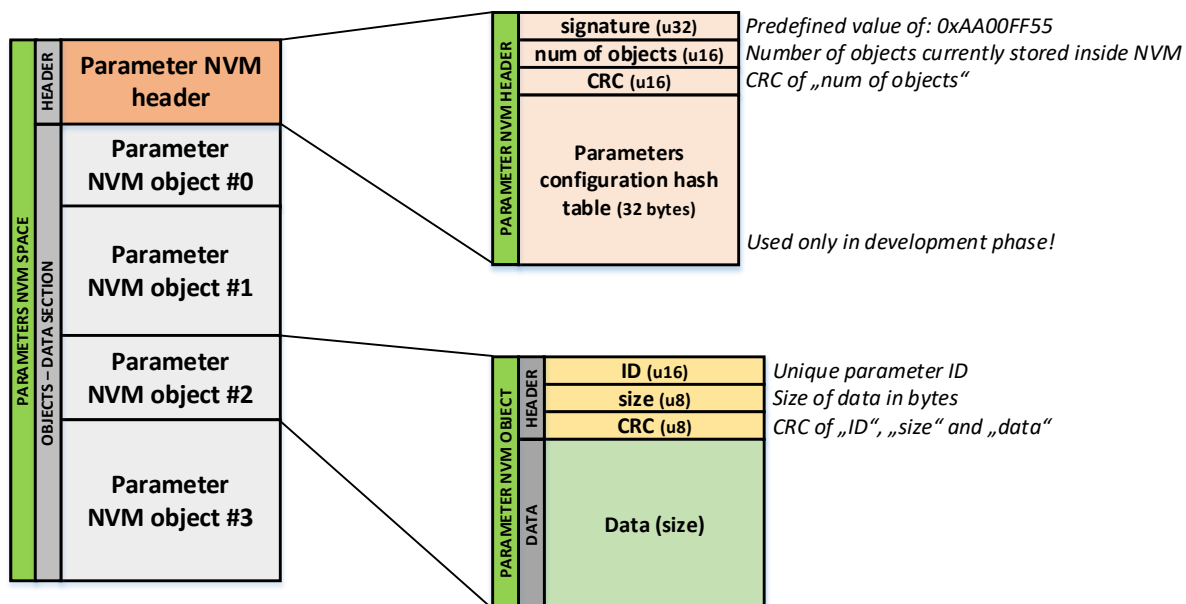 PARAMETERS NVM SPACE
HEADER
Parameter NVM
header
OBJECTS – DATA SECTION
Parameter
NVM object #0
Parameter
NVM object #1
Parameter
NVM object #2
Parameter
NVM object #3
PARAMETER NVM HEADER
signature (u32)
Predefined value of: 0xAA00FF55
num of objects (u16)
Number of objects currently stored inside NVM
CRC (u16)
CRC of „num of objects“
Parameters
configuration hash
table (32 bytes)
Used only in development phase!
PARAMETER NVM OBJECT
HEADER
ID (u16)
Unique parameter ID
size (u8)
Size of data in bytes
CRC (u8)
CRC of „ID“, „size“ and „data“
DATA
Data (size)